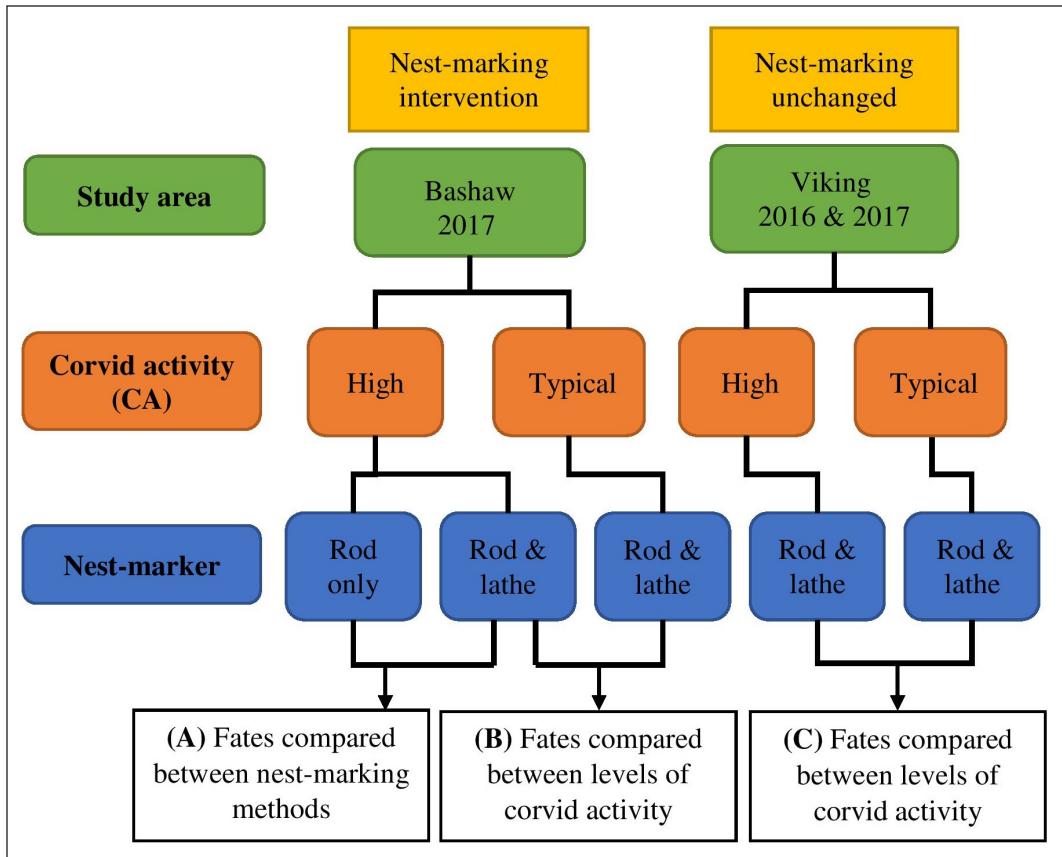 Nest-marking
intervention
Nest-marking
unchanged
Study area
Bashaw
2017
Viking
2016 & 2017
Corvid activity
(CA)
High
Typical
High
Typical
Nest-marker
Rod
only
Rod &
lathe
Rod &
lathe
Rod &
lathe
Rod &
lathe
(A) Fates compared
between nest-marking
methods
(B) Fates compared
between levels of
corvid activity
(C) Fates compared
between levels of
corvid activity